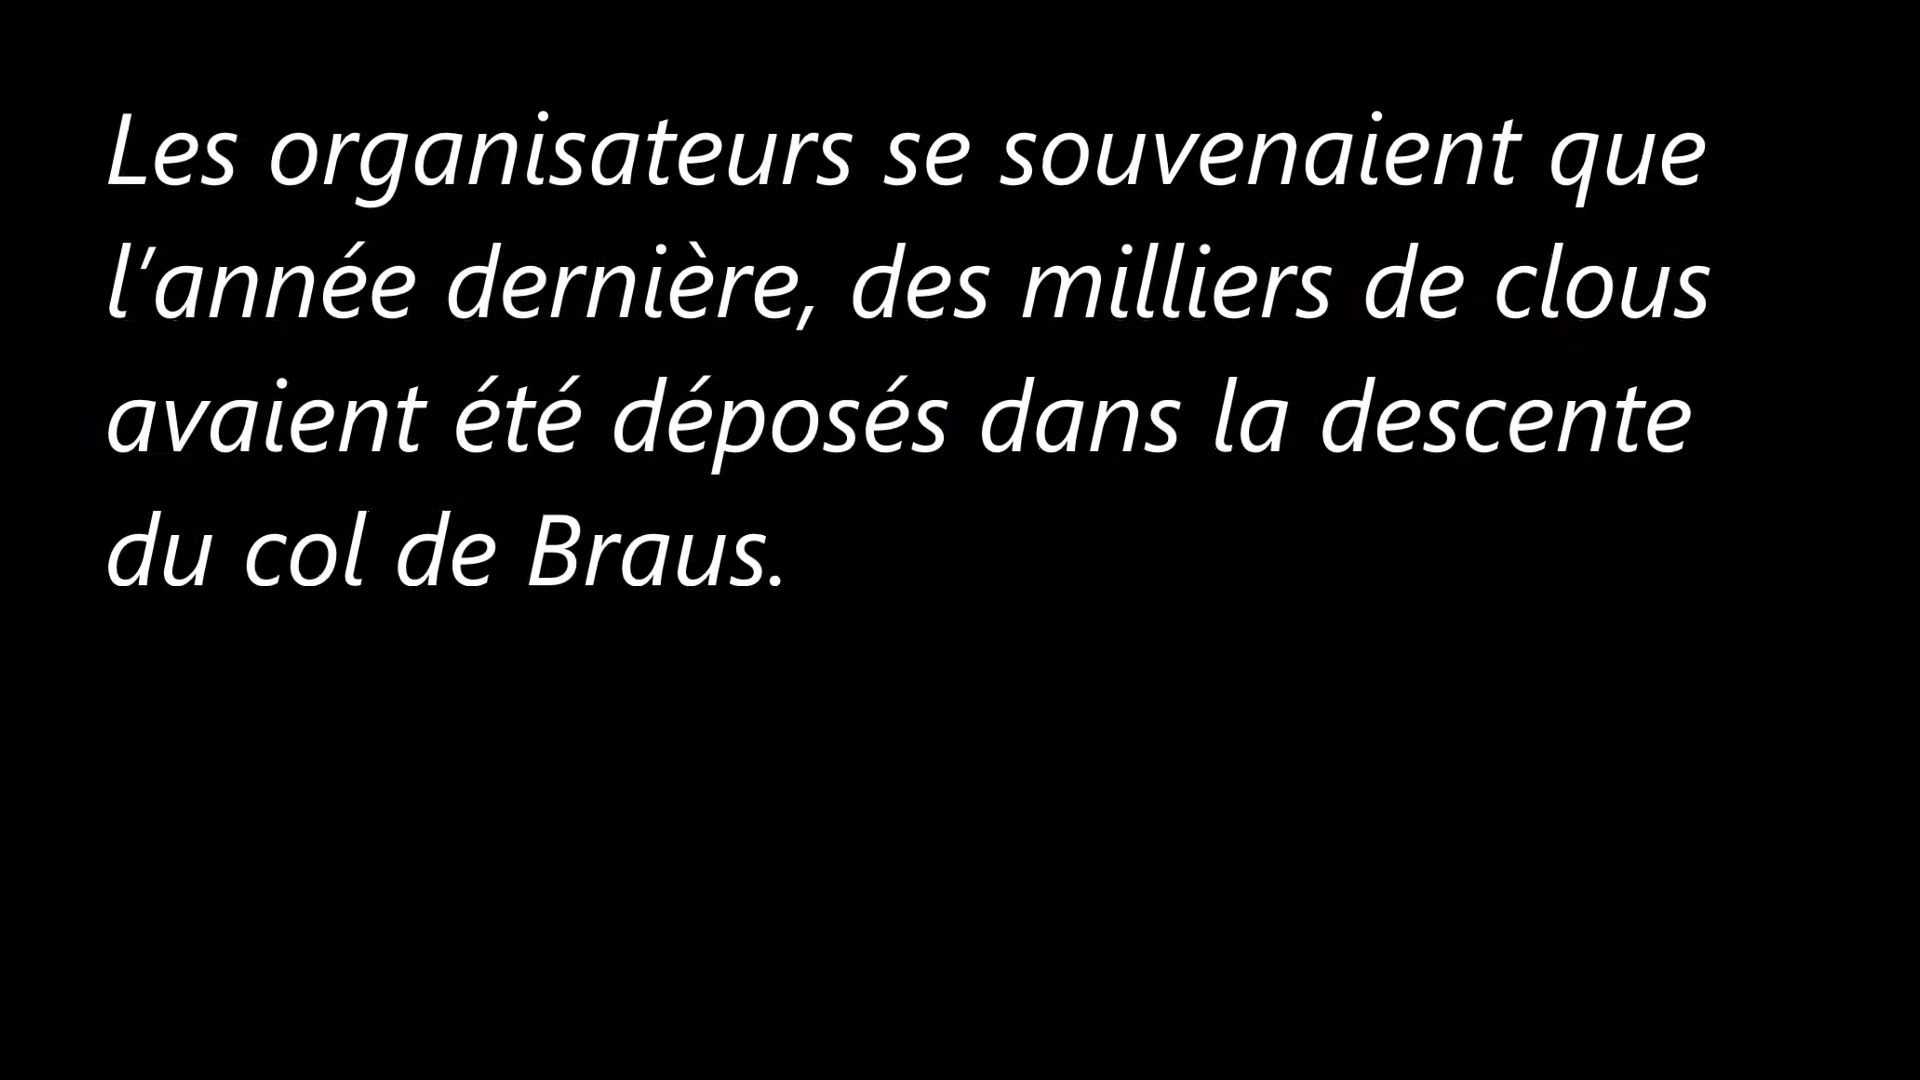 Les organisateurs se souvenaient que
l’année dernière, des milliers de clous
avaient été déposés dans la descente
du col de Braus.